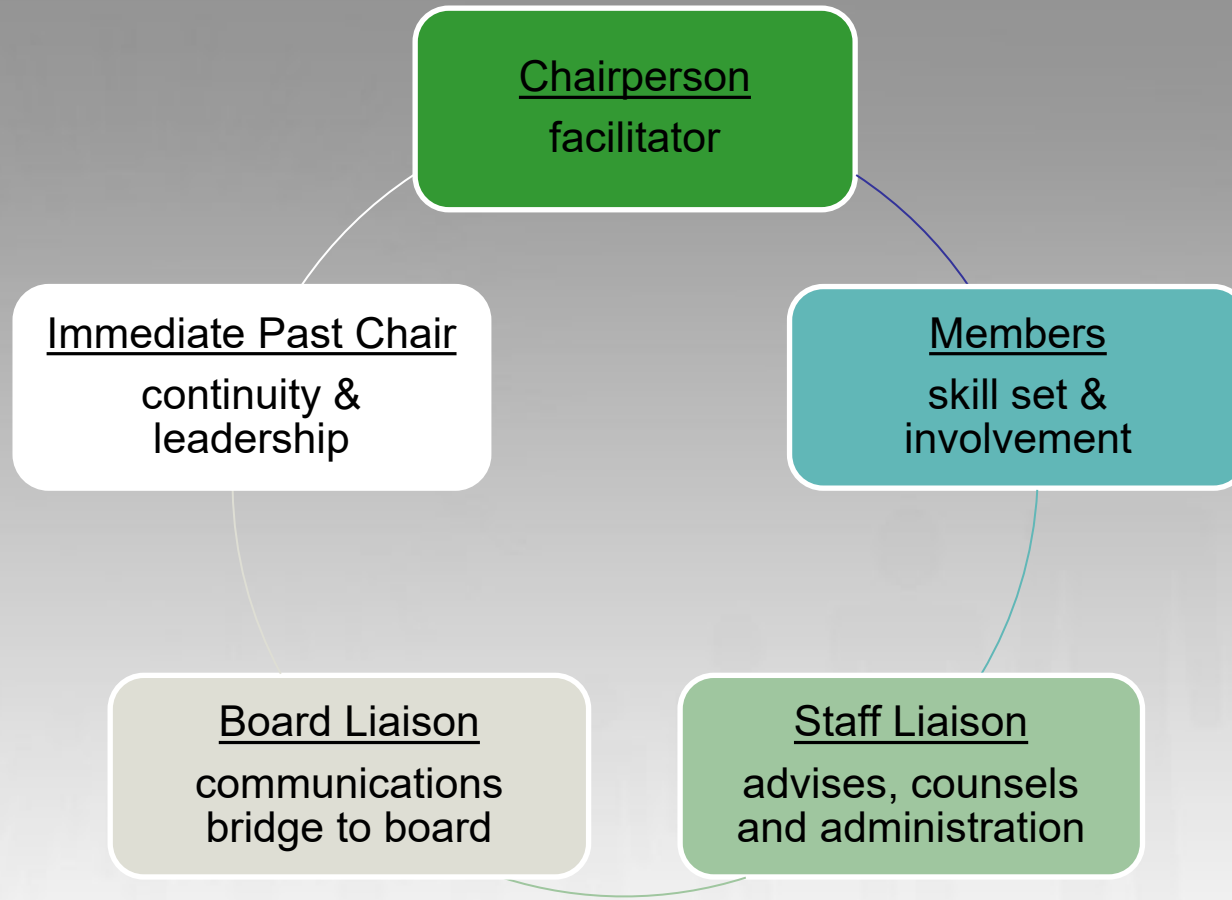 Chairperson
facilitator
Immediate Past Chair
continuity &
leadership
Members
skill set &
involvement
Board Liaison
communications
bridge to board
Staff Liaison
advises, counsels
and administration